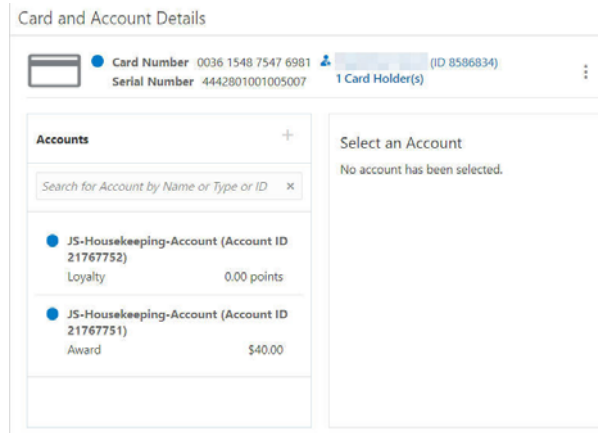 Card and Account Details
Card Number 0036 1548 7547 6981
(ID 8586834)
Serial Number 4442801001005007
1 Card Holder(s)
Accounts
+
Search for Account by Name or Type or ID ×
JS-Housekeeping-Account (Account ID
21767752)
Loyalty 0.00 points
JS-Housekeeping-Account (Account ID
21767751)
Award $40.00
Select an Account
No account has been selected.